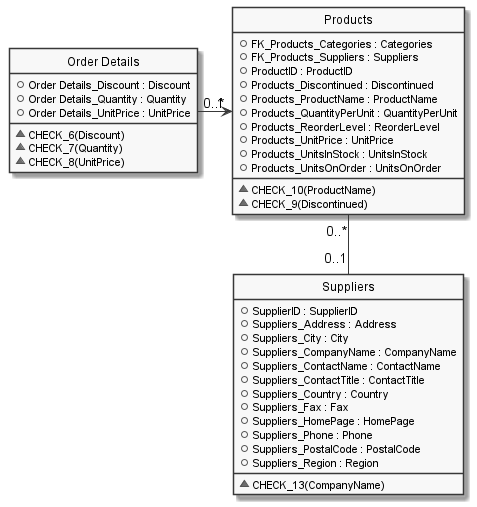 Products
FK_Products_Categories : Categories
FK_Products_Suppliers : Suppliers
ProductID : ProductID
Products_Discontinued : Discontinued
Products_ProductName : ProductName
Products_QuantityPerUnit : QuantityPerUnit
Products_ReorderLevel : ReorderLevel
Products_UnitPrice : UnitPrice
Products_UnitsInStock : UnitsInStock
Products_UnitsOnOrder : UnitsOnOrder
CHECK_10(ProductName)
CHECK_9(Discontinued)
Order Details
Order Details_Discount : Discount
Order Details_Quantity : Quantity
Order Details_UnitPrice : UnitPrice
CHECK_6(Discount)
CHECK_7(Quantity)
CHECK_8(UnitPrice)
0..*
0..1
Suppliers
SupplierID : SupplierID
Suppliers_Address : Address
Suppliers_City : City
Suppliers_CompanyName : CompanyName
Suppliers_ContactName : ContactName
Suppliers_ContactTitle : ContactTitle
Suppliers_Country : Country
Suppliers_Fax : Fax
Suppliers_HomePage : HomePage
Suppliers_Phone : Phone
Suppliers_PostalCode : PostalCode
Suppliers_Region : Region
CHECK_13(CompanyName)